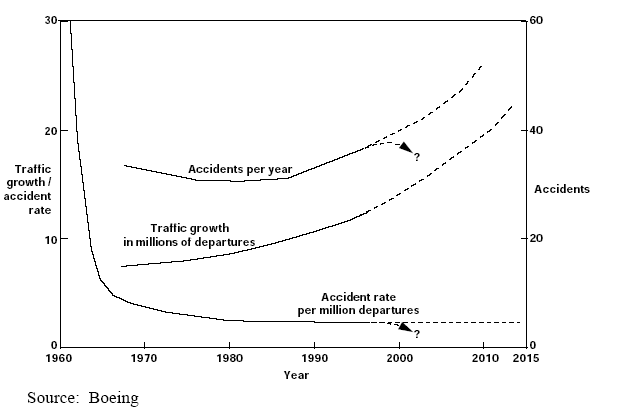 30
60
20
40
Accidents per year
?
Traffic
growth /
accident
rate
Accidents
Traffic growth
in millions of departures
10
20
Accident rate
per million departures
?
0
0
1960
1970
1980
1990
2000
2010
2015
Year
Source: Boeing